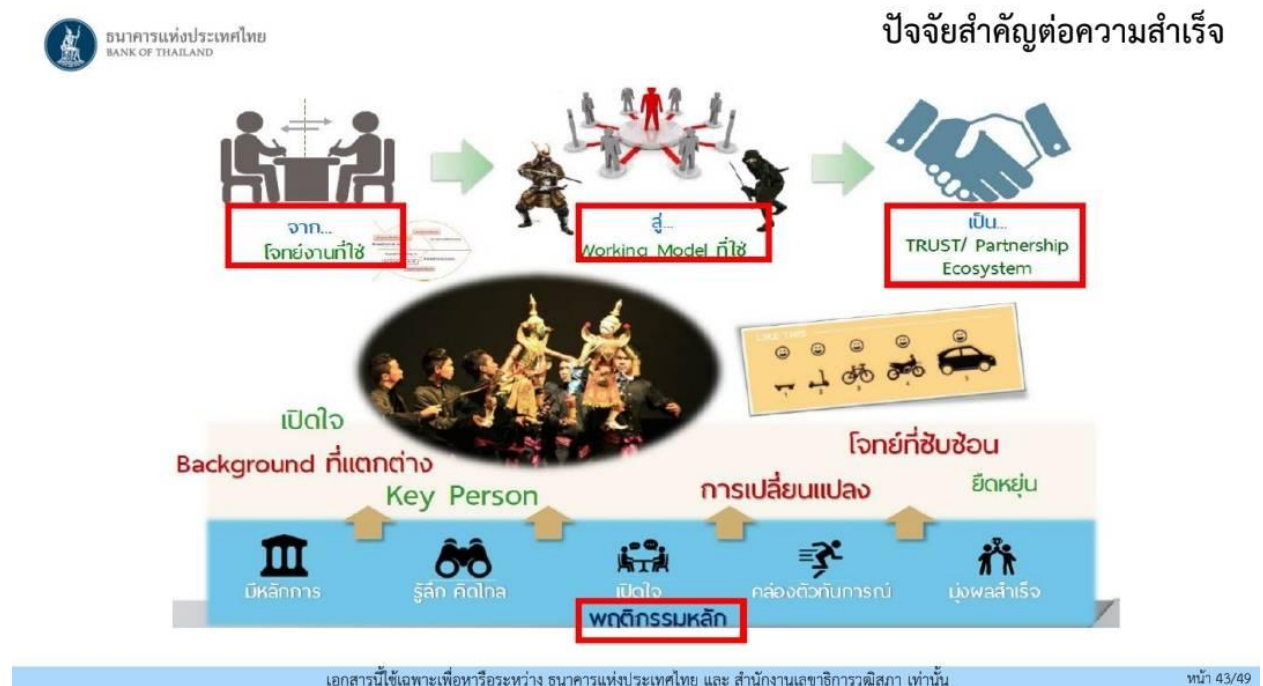 ธนาคารแห่งประเทศไทย
BANK OF THAILAND
ปัจจัยสำคัญต่อความสำเร็จ
จาก...
โจทย์งานที่ใช่
สู่...
Working Model ที่ใช่
เป็น...
TRUST/ Partnership
Ecosystem
LIKE THIS
1 2 3 4 5
เปิดใจ
Background ที่แตกต่าง
Key Person
การเปลี่ยนแปลง
โจทย์ที่ซับซ้อน
ยืดหยุ่น
มีหลักการ
รู้ลึก คิดไกล
เปิดใจ
คล่องตัวทันการณ์
มุ่งผลสำเร็จ
พฤติกรรมหลัก
เอกสารนี้ใช้เฉพาะเพื่อหารือระหว่าง ธนาคารแห่งประเทศไทย และ สำนักงานเลขาธิการวุฒิสภา เท่านั้น
หน้า 43/49